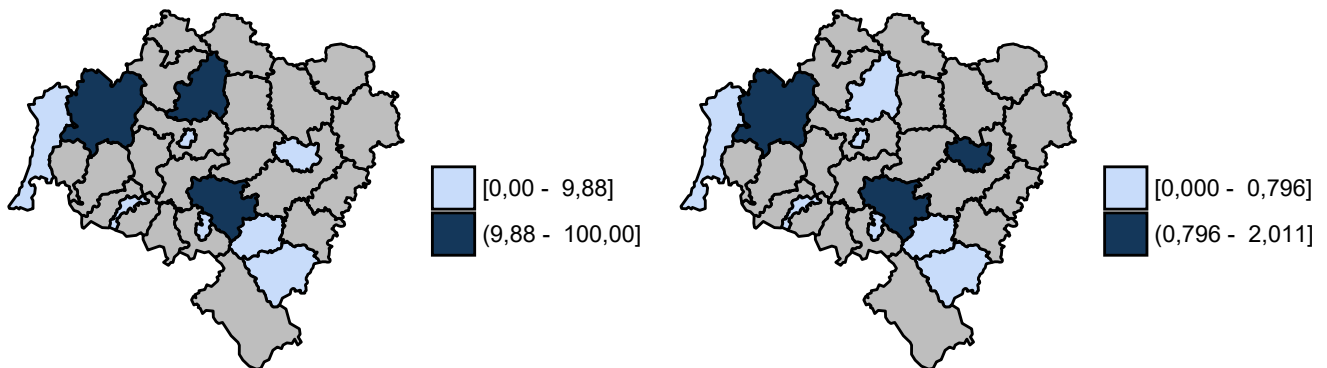 [0,00 - 9,88]
(9,88 - 100,00]
[0,000 - 0,796]
(0,796 - 2,011]